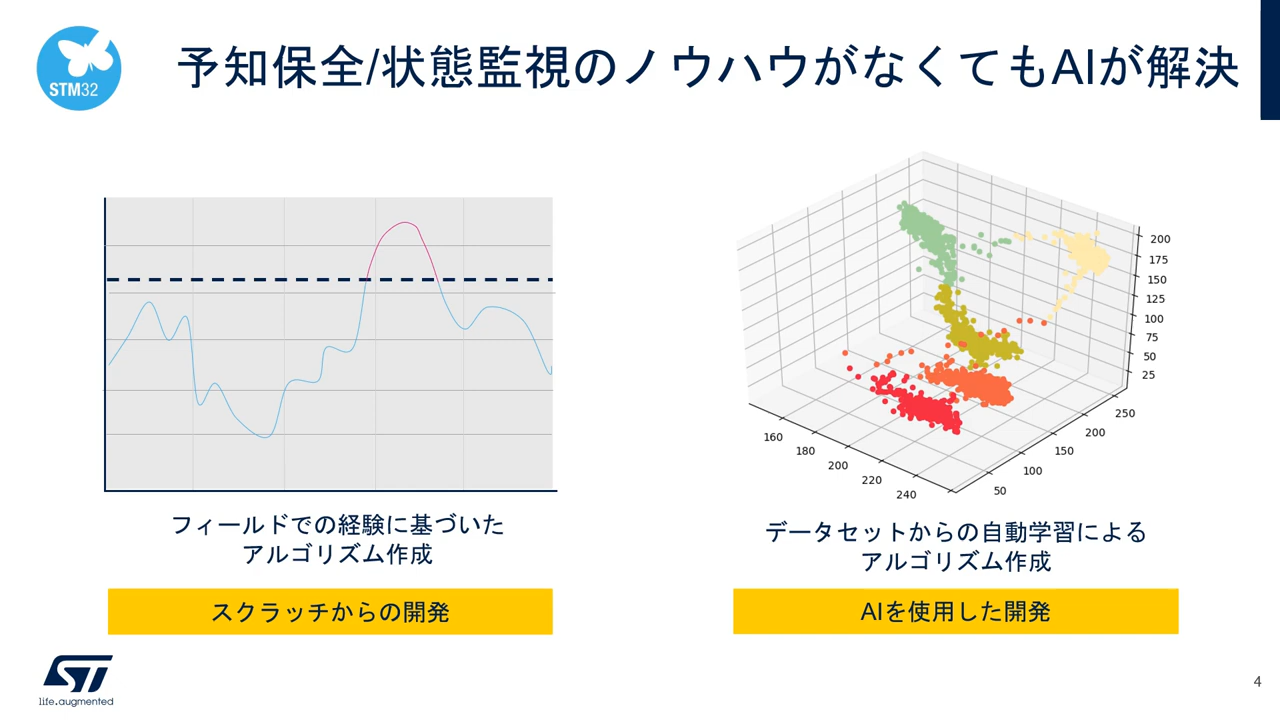 STM32
予知保全/状態監視のノウハウがなくてもAIが解決
フィールドでの経験に基づいた
アルゴリズム作成
スクラッチからの開発
200
175
150
125
100
75
50
25
160
180
200
220
240
50
100
150
200
250
データセットからの自動学習による
アルゴリズム作成
AIを使用した開発
ST
life.augmented
4